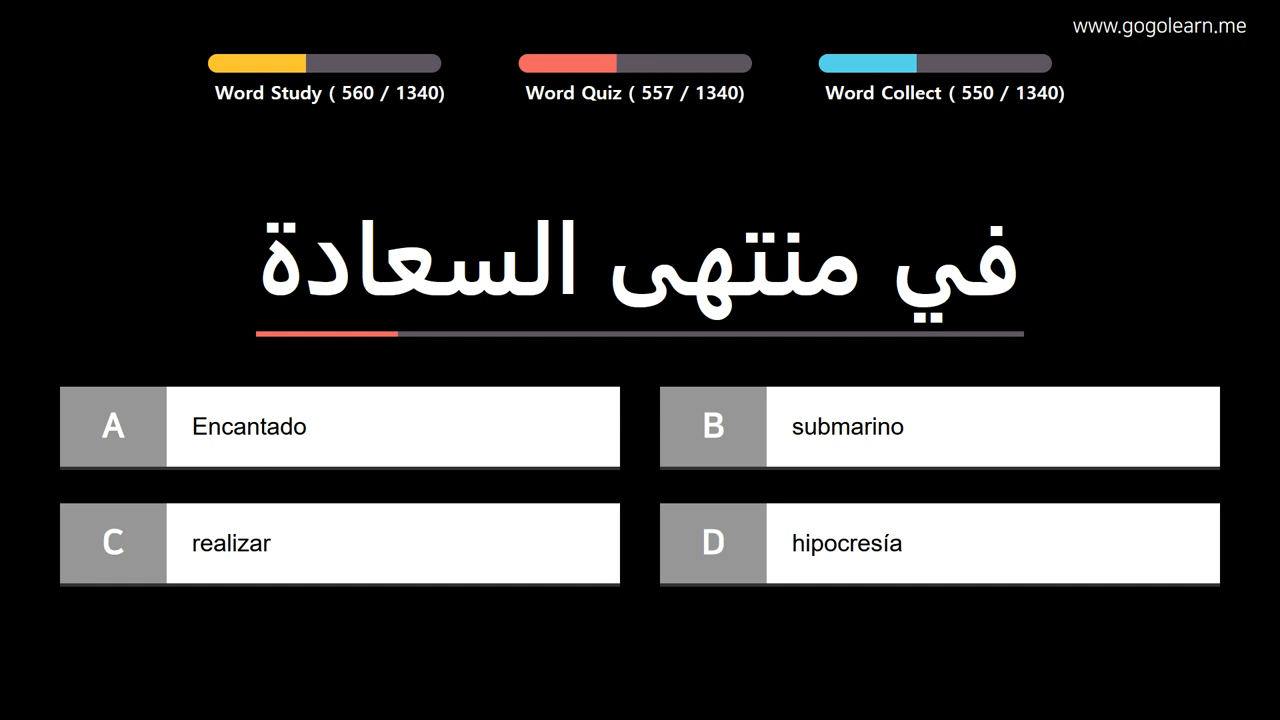 www.gogolearn.me
Word Study ( 560 / 1340)
Word Quiz ( 557 / 1340)
Word Collect ( 550 / 1340)
في منتهى السعادة
A Encantado
B submarino
C realizar
D hipocresía